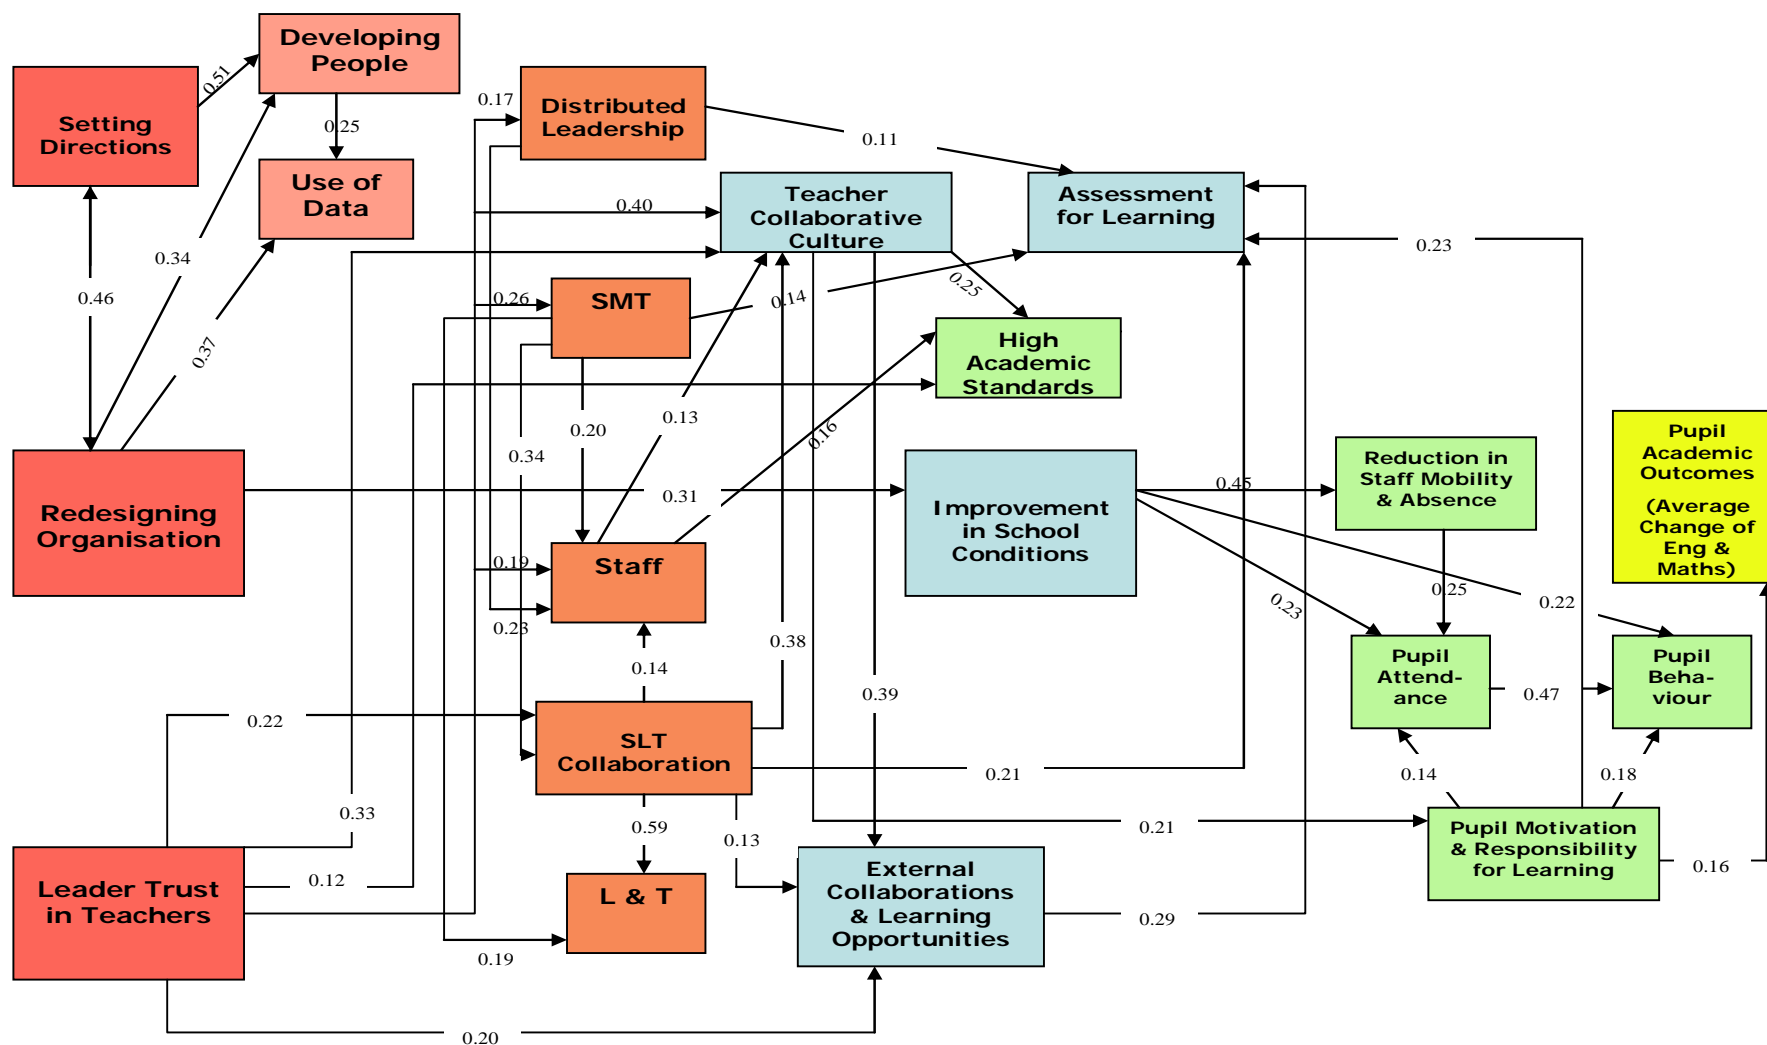 Developing
People
0.51
Setting
Directions
0.25
Use of
Data
0.17
Distributed
Leadership
0.11
Teacher
Collaborative
Culture
Assessment
for Learning
0.40
0.34
0.46
0.37
0.26
SMT
0.14
0.25
0.23
High
Academic
Standards
0.13
0.20
0.16
0.34
Redesigning
Organisation
0.31
Improvement
in School
Conditions
0.45
Reduction in
Staff Mobility
& Absence
Pupil
Academic
Outcomes
(Average
Change of
Eng &
Maths)
0.19
Staff
0.23
0.25
0.23
0.22
0.14
0.38
0.39
Pupil
Attend-
ance
0.47
Pupil
Beha-
viour
0.22
SLT
Collaboration
0.21
0.14
0.18
0.33
0.59
0.13
0.21
Pupil Motivation
& Responsibility
for Learning
0.16
Leader Trust
in Teachers
0.12
L & T
External
Collaborations
& Learning
Opportunities
0.29
0.19
0.20